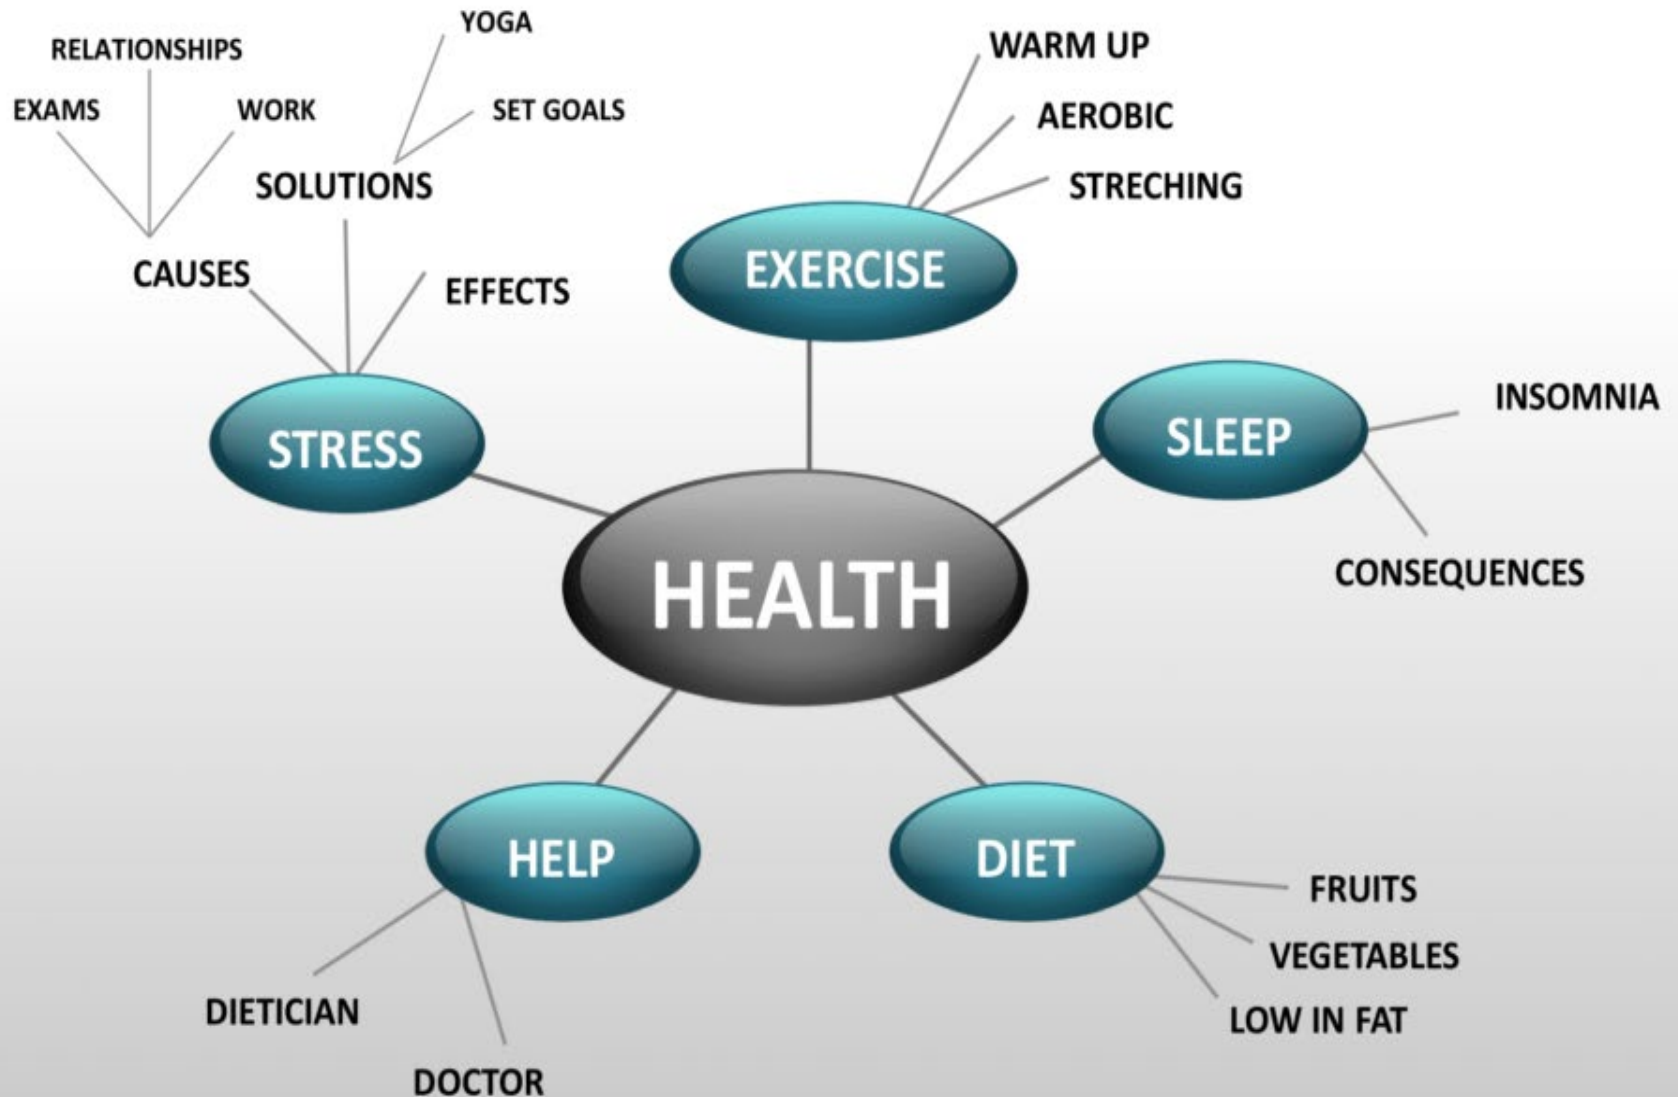 YOGA
RELATIONSHIPS
WARM UP
EXAMS
WORK
SET GOALS
AEROBIC
SOLUTIONS
STRECHING
CAUSES
EFFECTS
EXERCISE
INSOMNIA
STRESS
SLEEP
CONSEQUENCES
HEALTH
HELP
DIET
FRUITS
VEGETABLES
DIETICIAN
LOW IN FAT
DOCTOR